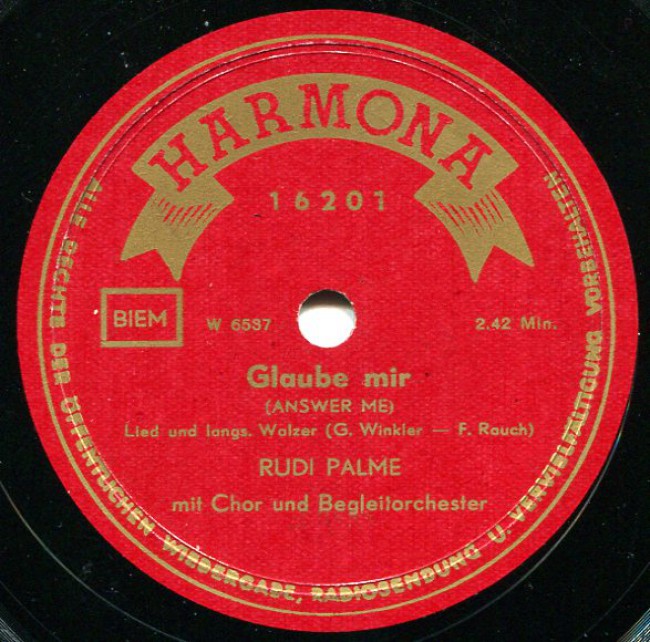 HARMONA
16201
BIEM
W 6537
2.42 Min.
Glaube mir
(ANSWER ME)
Lied und langs. Walzer (G. Winkler — F. Rauch)
RUDI PALME
mit Chor und Begleitorchester
ALLE RECHTE DER ÖFFENTLICHEN WIEDERGABE, RADIOSENDUNG U. VERVIELFÄLTIGUNG VORBEHALTEN